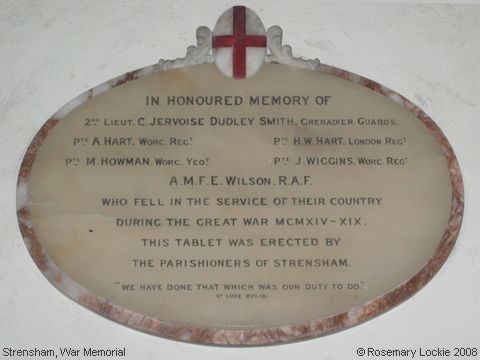 IN HONOURED MEMORY OF
2ND LIEUT. C. JERVOISE DUDLEY SMITH, GRENADIER GUARDS.
PTE A. HART, WORC. REGT. PTE H.W. HART, LONDON REGT
PTE M. HOWMAN, WORC. YEOY. PTE J. WIGGINS, WORC. REGT
A.M. F.E. WILSON, R.A.F.
WHO FELL IN THE SERVICE OF THEIR COUNTRY
DURING THE GREAT WAR MCMXIV-XIX.
THIS TABLET WAS ERECTED BY
THE PARISHIONERS OF STRENSHAM.
"WE HAVE DONE THAT WHICH WAS OUR DUTY TO DO."
ST LUKE XVII.10.
Strensham, War Memorial © Rosemary Lockie 2008